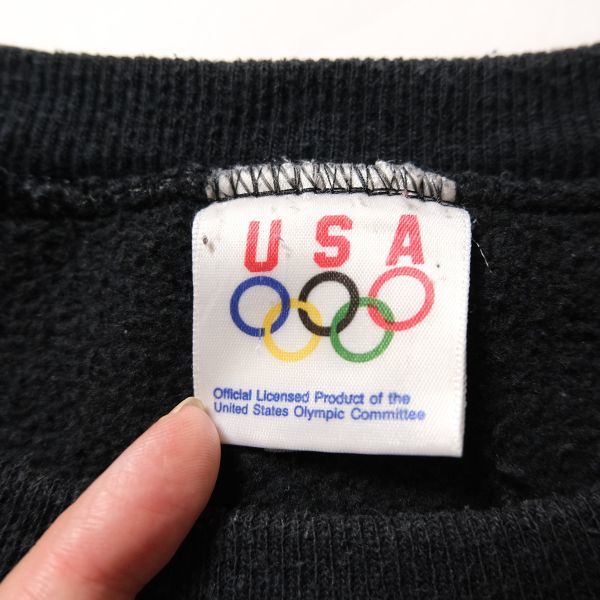 USA
Official Licensed Product of the
United States Olympic Committee